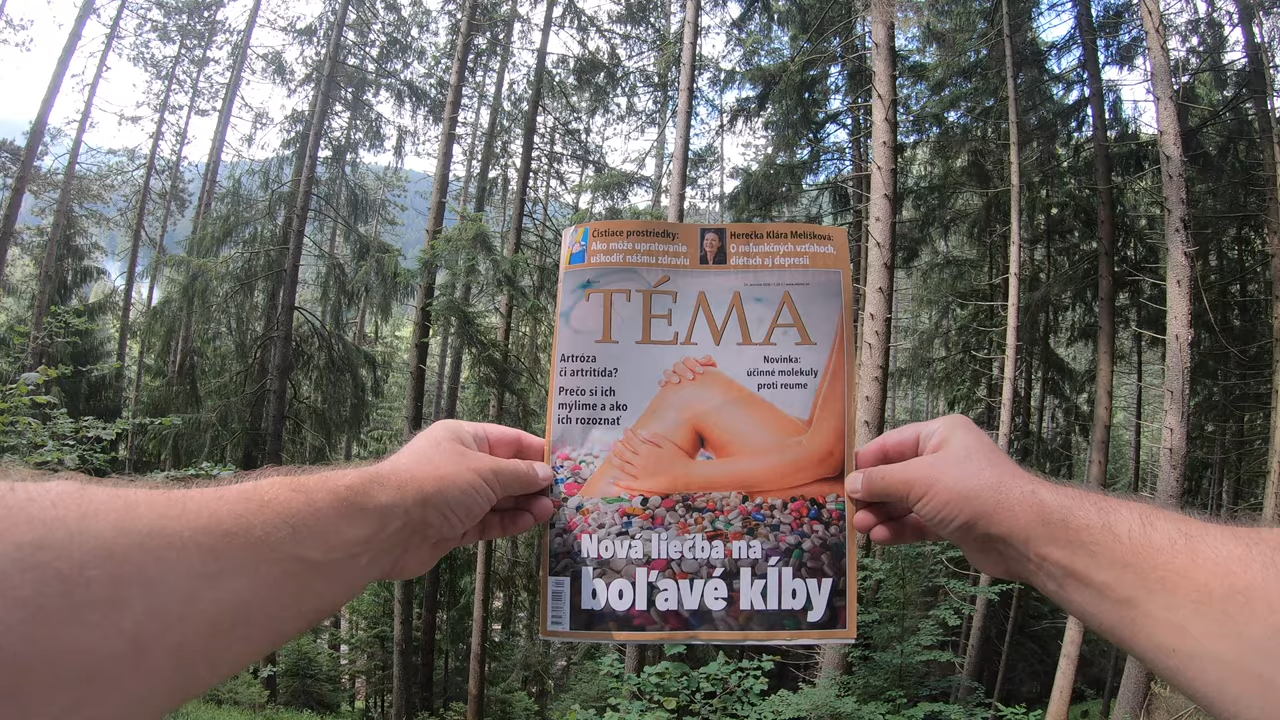 Čistiace prostriedky:
Ako môže upratovanie
uškodiť nášmu zdraviu
Herečka Klára Melíšková:
O nefunkčných vzťahoch,
diétach aj depresii
TÉMA
Artróza
či artritída?
Prečo si ich
mýlime a ako
ich rozoznať
Novinka:
účinné molekuly
proti reume
Nová liečba na
boľavé kĺby